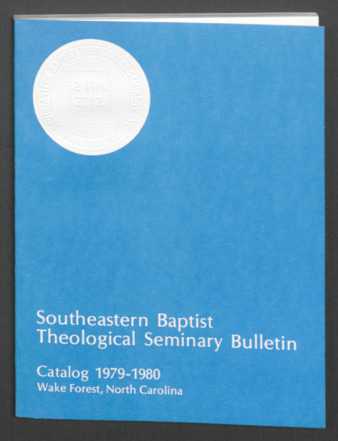 Southeastern Baptist
Theological Seminary Bulletin
Catalog 1979-1980
Wake Forest, North Carolina